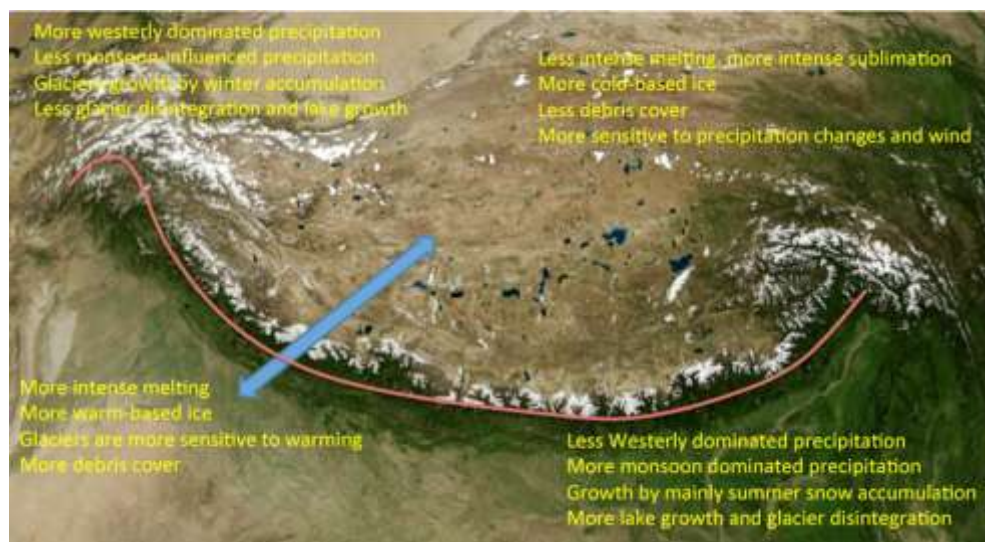 More westerly dominated precipitation
Less monsoon-influenced precipitation
Glaciers growth by winter accumulation
Less glacier disintegration and lake growth
Less intense melting, more intense sublimation
More cold-based ice
Less debris cover
More sensitive to precipitation changes and wind
More intense melting
More warm-based ice
Glaciers are more sensitive to warming
More debris cover
Less Westerly dominated precipitation
More monsoon dominated precipitation
Growth by mainly summer snow accumulation
More lake growth and glacier disintegration